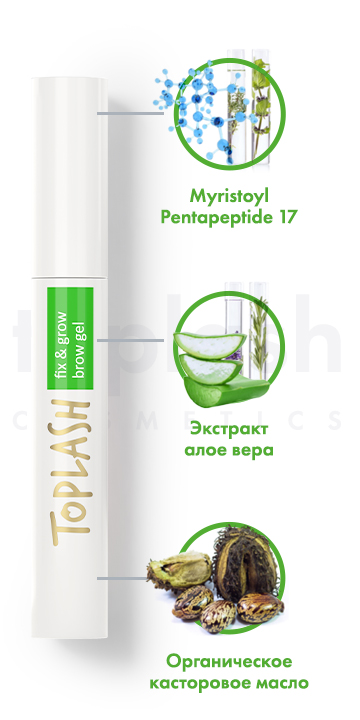 Myristoyl
Pentapeptide 17
fix & grow
brow gel
toplash
COSMETICS
Экстракт
алое вера
TOPLASH
Органическое
касторовое масло